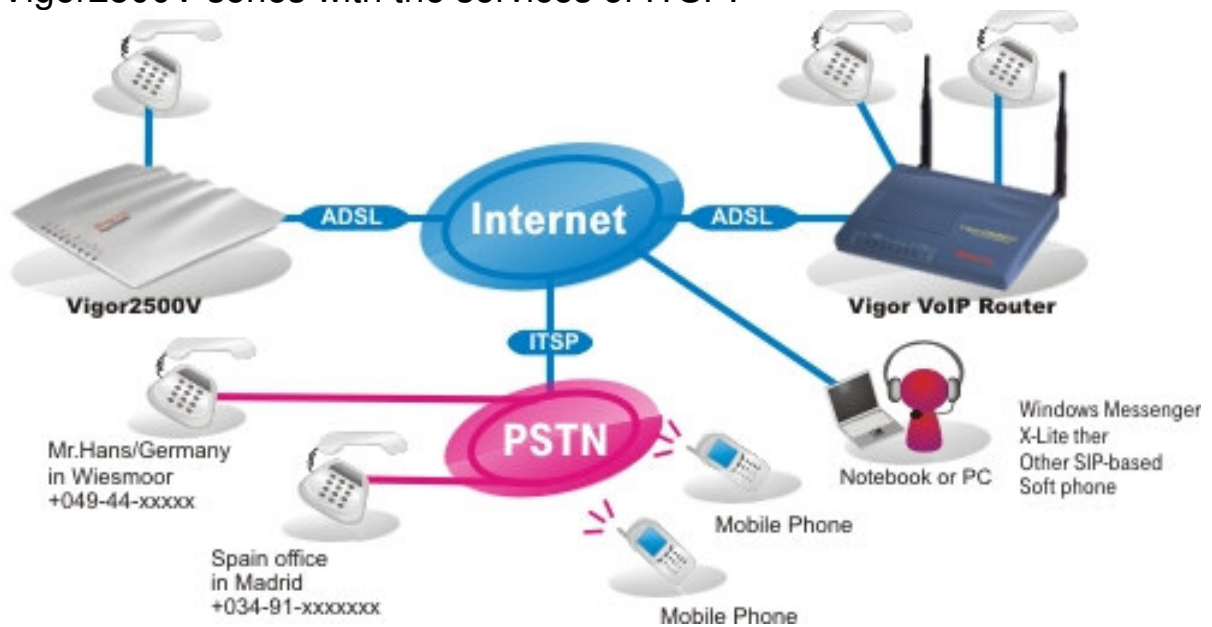 Vigor2500V series with the services of ITSP.
ADSL
Internet
ADSL
Vigor2500V
Vigor VoIP Router
ITSP
PSTN
Mr.Hans/Germany
in Wiesmoor
+049-44-xxxxx
Spain office
in Madrid
+034-91-xxxxxxx
Mobile Phone
Mobile Phone
Notebook or PC
Windows Messenger
X-Lite ther
Other SIP-based
Soft phone